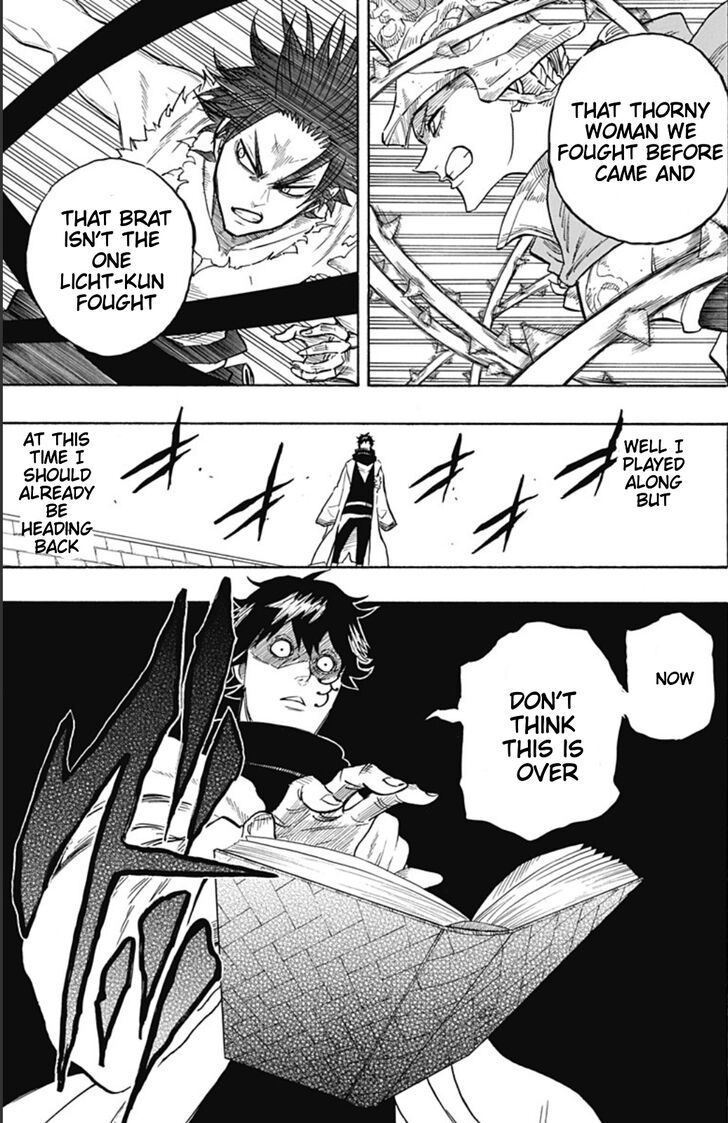 THAT THORNY
WOMAN WE
FOUGHT BEFORE
CAME AND
THAT BRAT
ISN'T THE
ONE
LICHT-KUN
FOUGHT
WELL I
PLAYED
ALONG
BUT
AT THIS
TIME I
SHOULD
ALREADY
BE
HEADING
BACK
NOW
DON'T
THINK
THIS IS
OVER